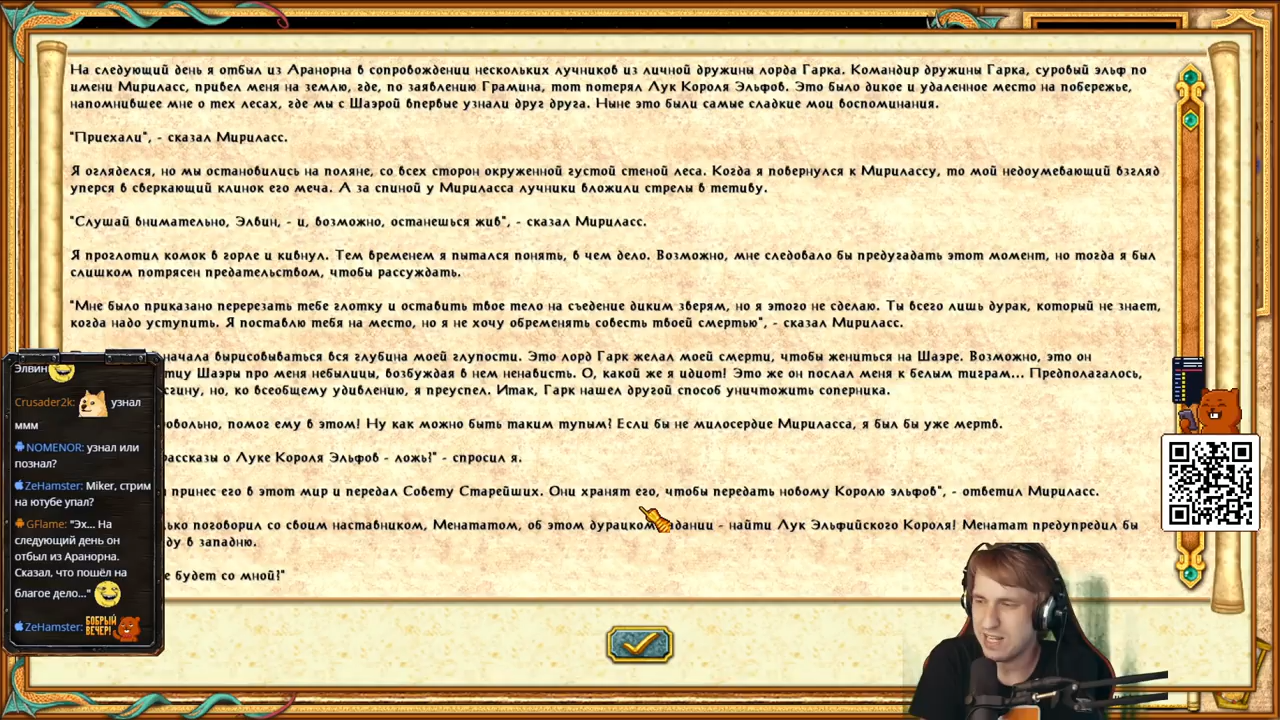 На следующий день я отбыл из Аранорна в сопровождении нескольких лучников из личной дружины лорда Гарка. Командир дружины Гарка, суровый эльф по
имени Мириласс, привел меня на землю, где, по заявлению Грамина, тот потерял Лук Короля Эльфов. Это было дикое и удаленное место на побережье,
напомнившее мне о тех лесах, где мы с Шаэрой впервые узнали друг друга. Ныне это были самые сладкие мои воспоминания.
"Приехали", - сказал Мириласс.
Я огляделся, но мы остановились на поляне, со всех сторон окруженной густой стеной леса. Когда я повернулся к Мирилассу, то мой недоумевающий взгляд
уперся в сверкающий клинок его меча. А за спиной у Мириласса лучники вложили стрелы в тетиву.
"Слушай внимательно, Элвин, - и, возможно, останешься жив", - сказал Мириласс.
Я проглотил комок в горле и кивнул. Тем временем я пытался понять, в чем дело. Возможно, мне следовало бы предугадать этот момент, но тогда я был
слишком потрясен предательством, чтобы рассуждать.
"Мне было приказано перерезать тебе глотку и оставить твое тело на съедение диким зверям, но я этого не сделаю. Ты всего лишь дурак, который не знает,
когда надо уступить. Я поставлю тебя на место, но я не хочу обременять совесть твоей смертью", - сказал Мириласс.
начала вырисовываться вся глубина моей глупости. Это лорд Гарк желал моей смерти, чтобы жениться на Шаэре. Возможно, это он
тцу Шаэры про меня небылицы, возбуждая в нем ненависть. О, какой же я идиот! Это же он послал меня к белым тиграм... Предполагалось,
сгину, но, ко всеобщему удивлению, я преуспел. Итак, Гарк нашел другой способ уничтожить соперника.
овольно, помог ему в этом! Ну как можно быть таким тупым? Если бы не милосердие Мириласса, я был бы уже мертв.
рассказы о Луке Короля Эльфов - ложь?" - спросил я.
принес его в этот мир и передал Совету Старейших. Они хранят его, чтобы передать новому Королю эльфов", - ответил Мириласс.
ько поговорил со своим наставником, Менататом, об этом дурацком задании - найти Лук Эльфийского Короля! Менатат предупредил бы
ду в западню.
е будет со мной?"
Элвин
Crusader2k: узнал
ммм
NOMENOR: узнал или
познал?
ZeHamster: Miker, стрим
на ютубе упал?
GFlame: "Эх... На
следующий день он
отбыл из Аранорна.
Сказал, что пошёл на
благое дело..."
ZeHamster: БОБРЫЙ
ВЕЧЕР!